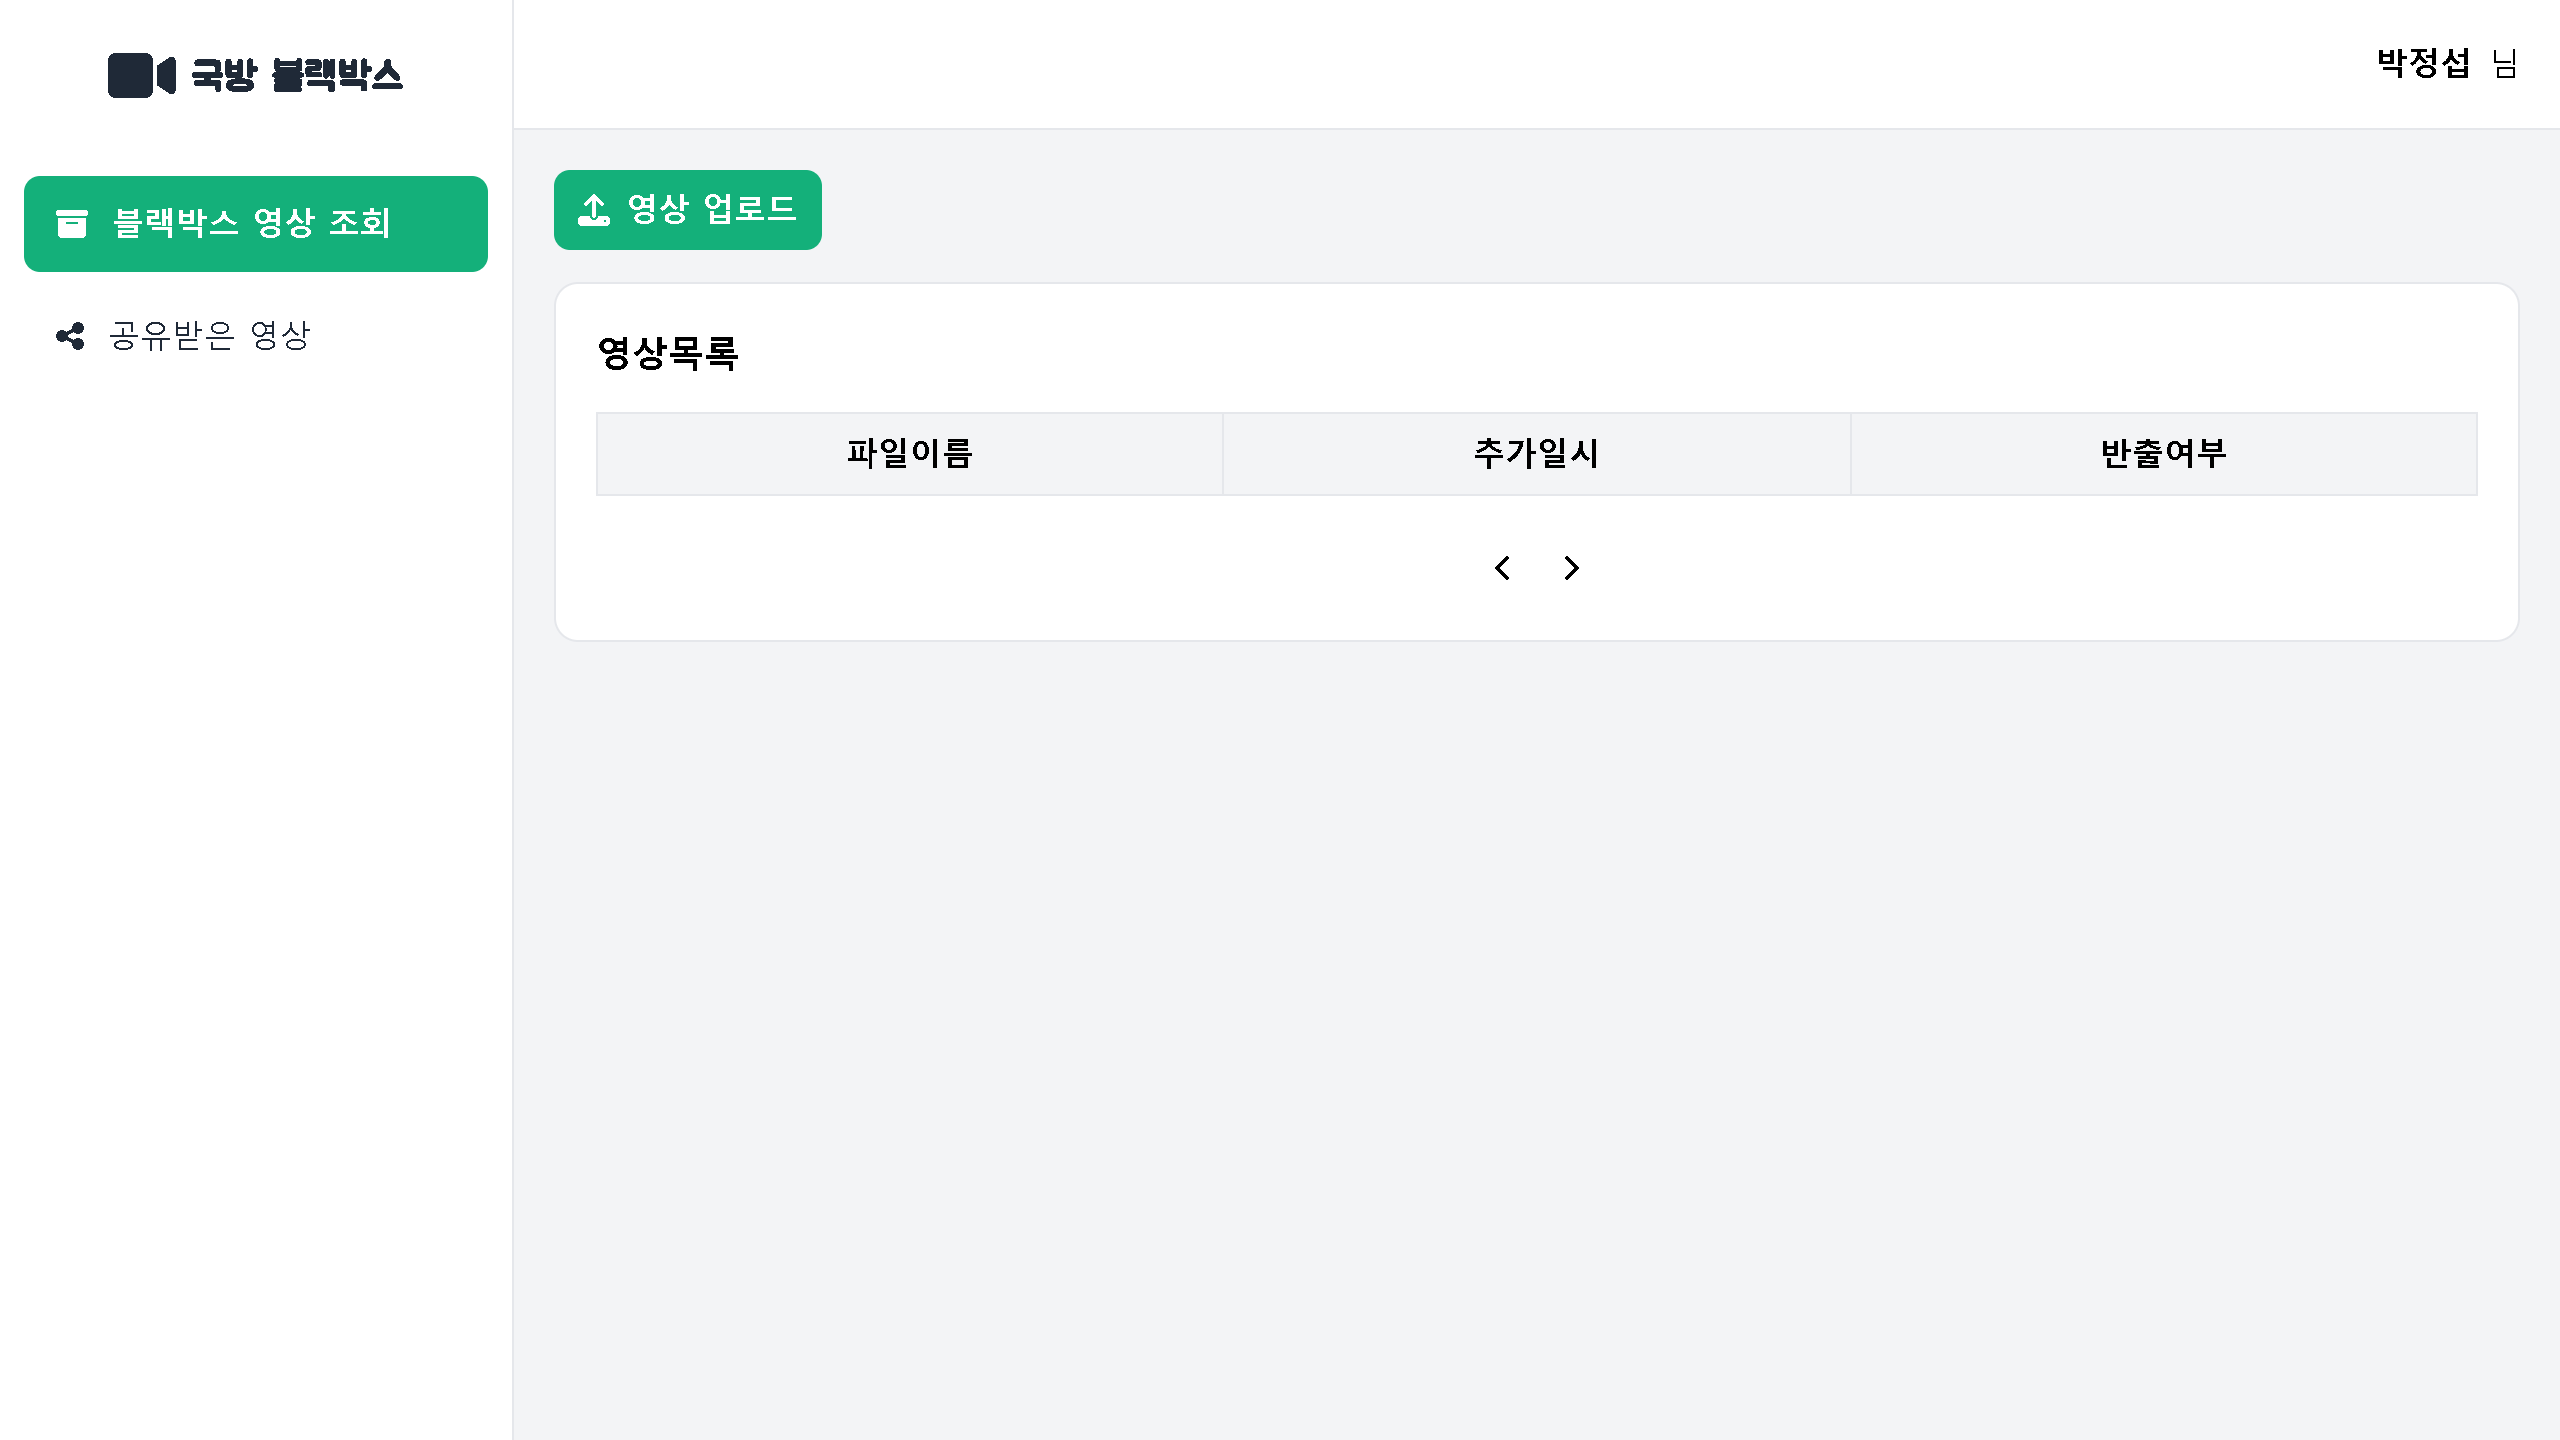 국방 블랙박스
박정섭 님
블랙박스 영상 조회
공유받은 영상
영상 업로드
영상목록
파일이름 추가일시 반출여부